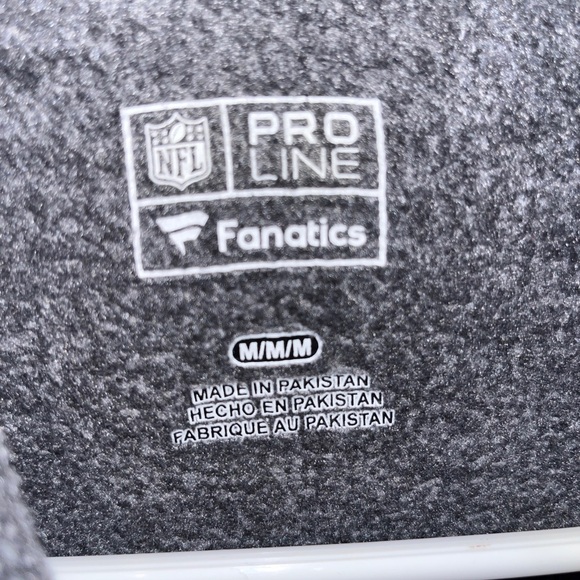 NFL
PRO
LINE
Fanatics
M/M/M
MADE IN PAKISTAN
HECHO EN PAKISTAN
FABRIQUE AU PAKISTAN